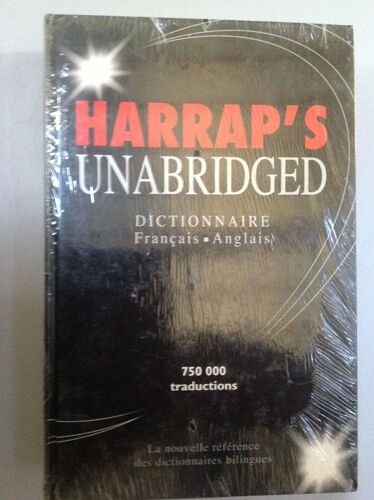 HARRAP'S
UNABRIDGED
DICTIONNAIRE
Français ▪ Anglais
750 000
traductions
La nouvelle référence
des dictionnaires bilingues